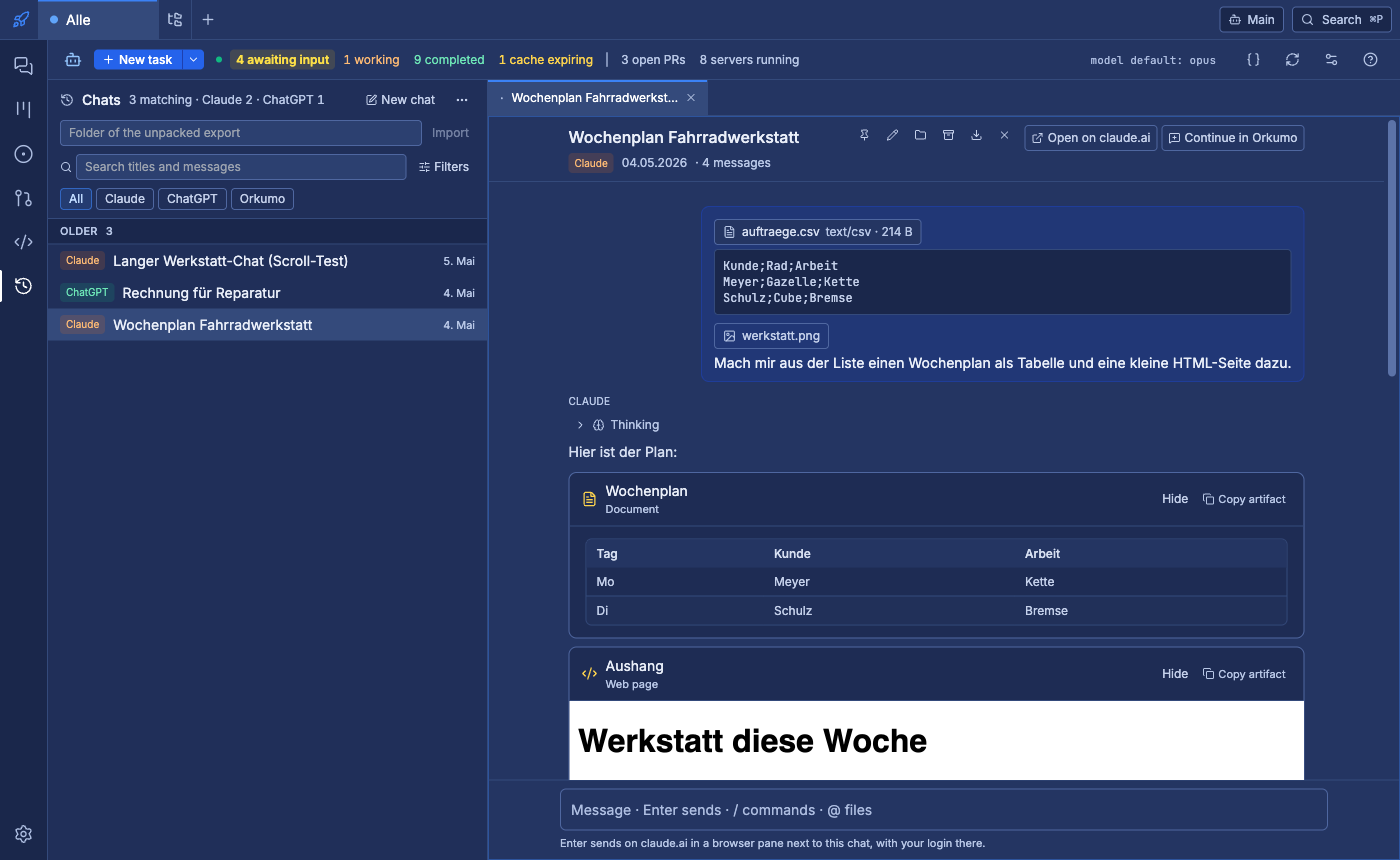 Alle
Main
Search ⌘P
New task
4 awaiting input
1 working
9 completed
1 cache expiring
3 open PRs
8 servers running
model default: opus
Chats
3 matching · Claude 2 · ChatGPT 1
New chat
Folder of the unpacked export
Import
Search titles and messages
Filters
All
Claude
ChatGPT
Orkumo
OLDER 3
Claude Langer Werkstatt-Chat (Scroll-Test) 5. Mai
ChatGPT Rechnung für Reparatur 4. Mai
Claude Wochenplan Fahrradwerkstatt 4. Mai
Wochenplan Fahrradwerkst...
Wochenplan Fahrradwerkstatt
Open on claude.ai
Continue in Orkumo
Claude 04.05.2026 · 4 messages
auftraege.csv text/csv · 214 B
Kunde;Rad;Arbeit
Meyer;Gazelle;Kette
Schulz;Cube;Bremse
werkstatt.png
Mach mir aus der Liste einen Wochenplan als Tabelle und eine kleine HTML-Seite dazu.
CLAUDE
Thinking
Hier ist der Plan:
Wochenplan
Document
Hide
Copy artifact
Tag Kunde Arbeit
Mo Meyer Kette
Di Schulz Bremse
Aushang
Web page
Hide
Copy artifact
Werkstatt diese Woche
Message · Enter sends · / commands · @ files
Enter sends on claude.ai in a browser pane next to this chat, with your login there.